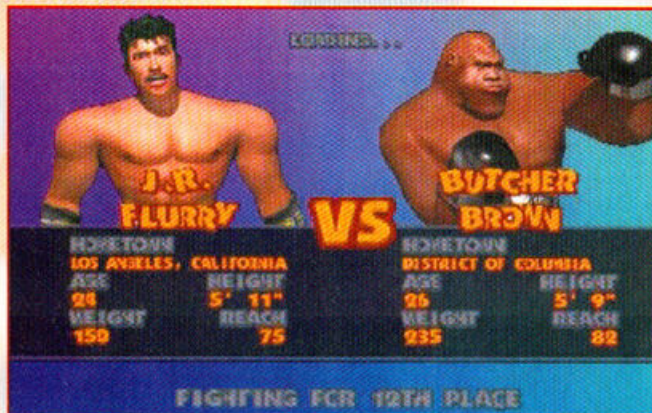 LOADING...
J.R.
FLURRY
VS
BUTCHER
BROWN
HOMETOWN
LOS ANGELES, CALIFORNIA
AGE HEIGHT
24 5' 11"
WEIGHT REACH
150 75
HOMETOWN
DISTRICT OF COLUMBIA
AGE HEIGHT
26 5' 9"
WEIGHT REACH
235 82
FIGHTING FOR 12TH PLACE